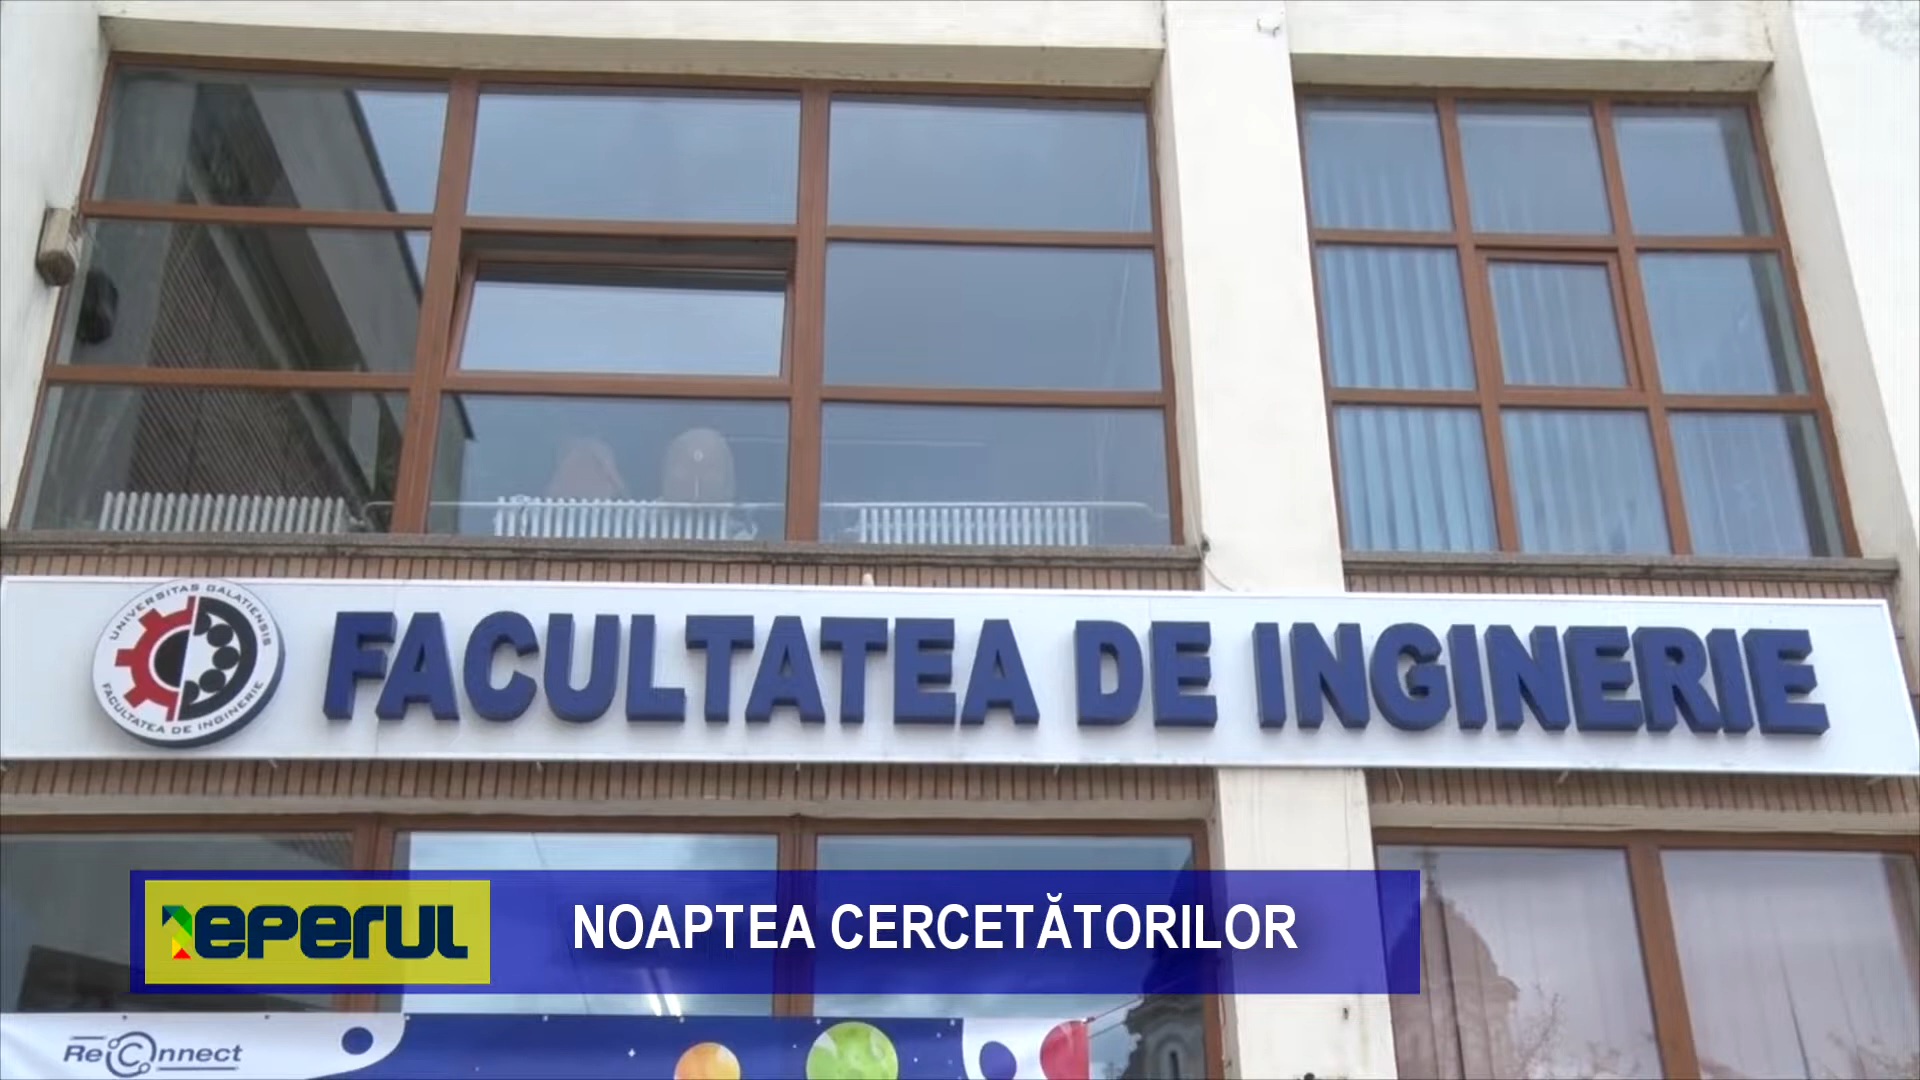 UNIVERSITAS GALATIENSIS
FACULTATEA DE INGINERIE
FACULTATEA DE INGINERIE
Reperul
NOAPTEA CERCETĂTORILOR
ReConnect